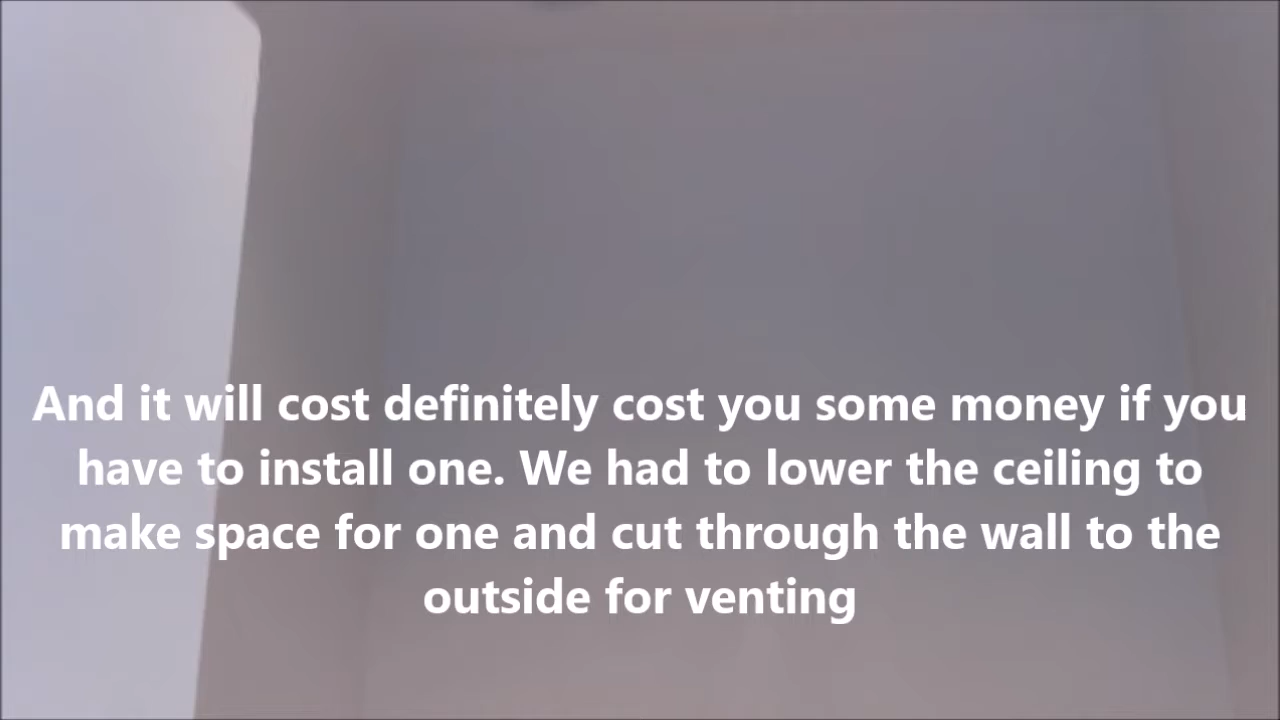 And it will cost definitely cost you some money if you
have to install one. We had to lower the ceiling to
make space for one and cut through the wall to the
outside for venting